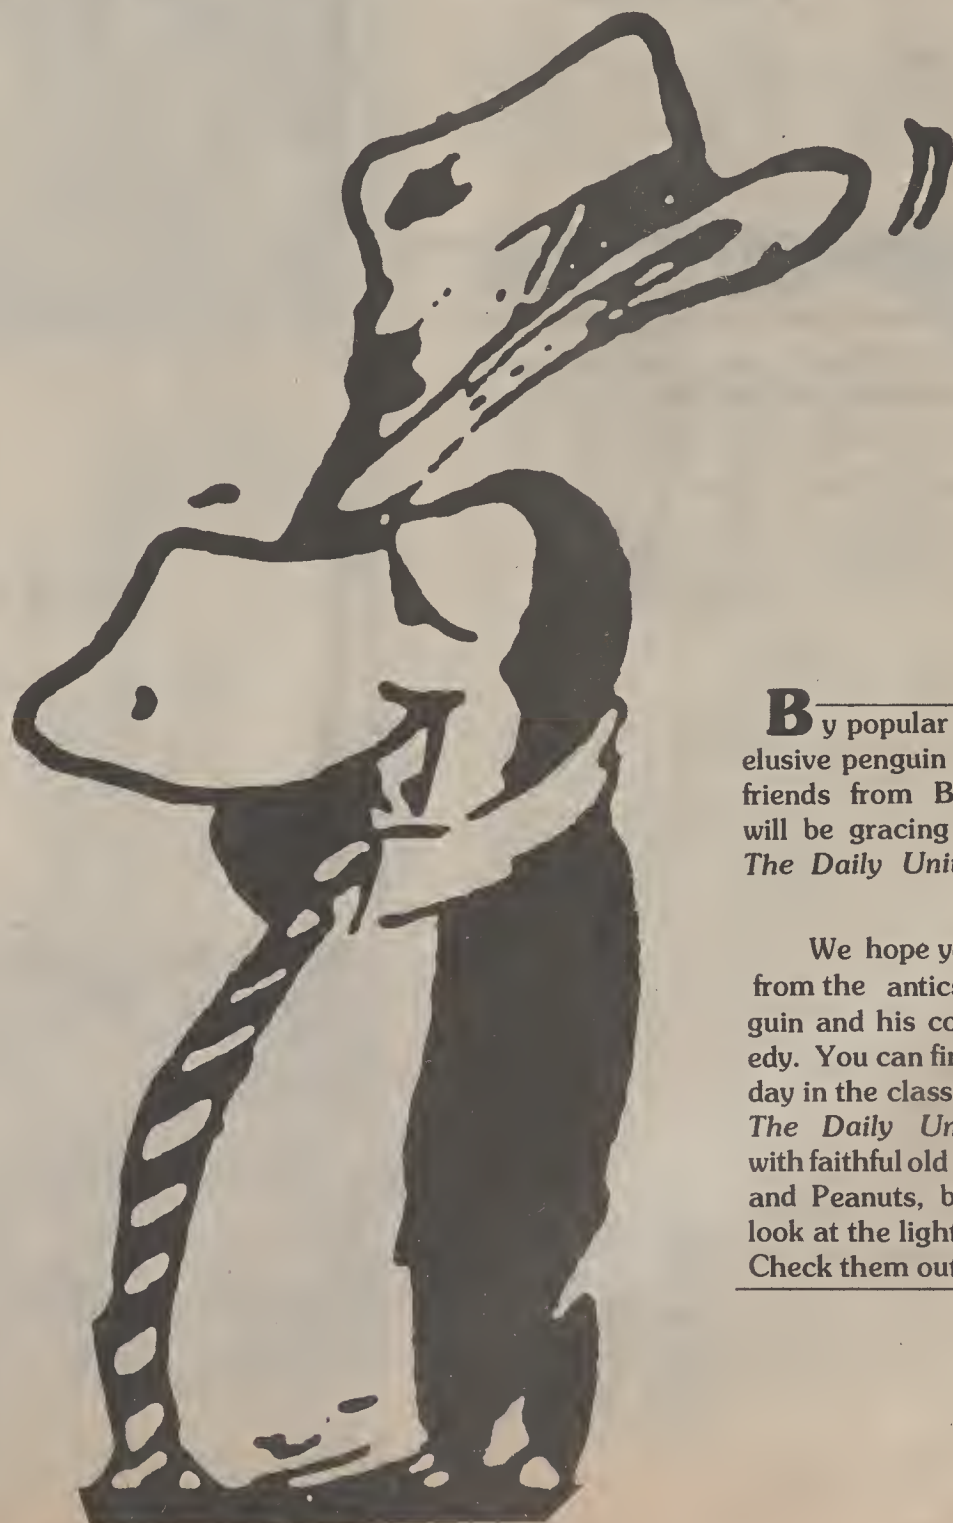 By popular
elusive penguin
friends from B
will be gracing
The Daily Uni
We hope y
from the antics
guin and his co
edy. You can fin
day in the class
The Daily Un
with faithful old
and Peanuts, b
look at the light
Check them out